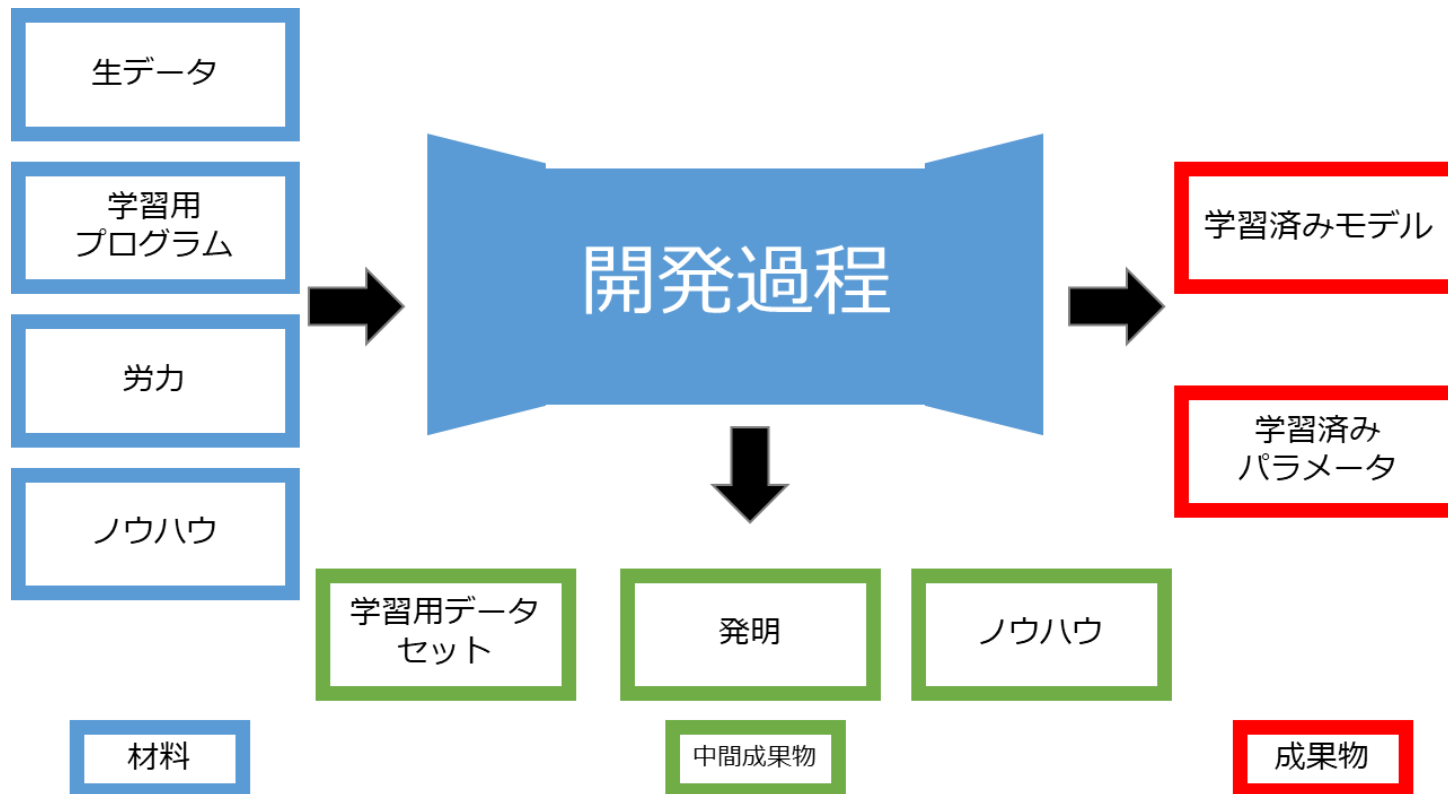 生データ
学習用
プログラム
労力
ノウハウ
開発過程
学習済みモデル
学習済み
パラメータ
学習用データ
セット
発明
ノウハウ
材料
中間成果物
成果物